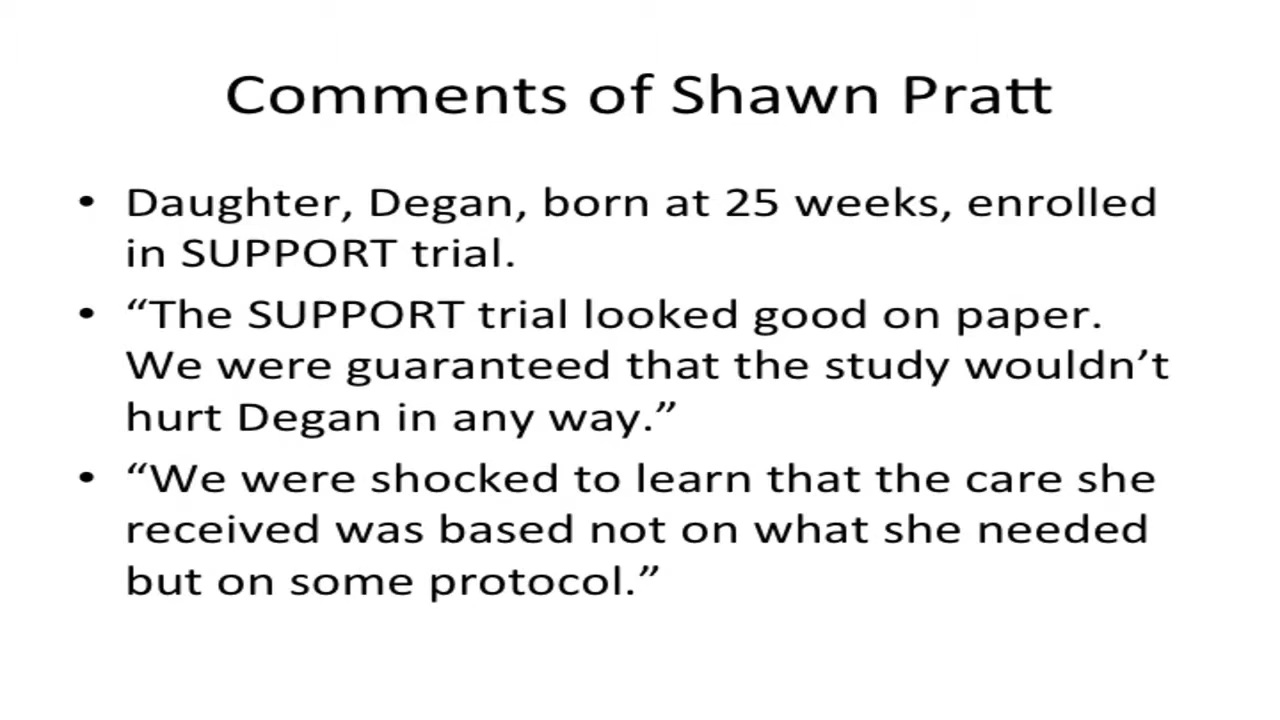 Comments of Shawn Pratt
• Daughter, Degan, born at 25 weeks, enrolled
in SUPPORT trial.
• “The SUPPORT trial looked good on paper.
We were guaranteed that the study wouldn’t
hurt Degan in any way.”
• “We were shocked to learn that the care she
received was based not on what she needed
but on some protocol.”